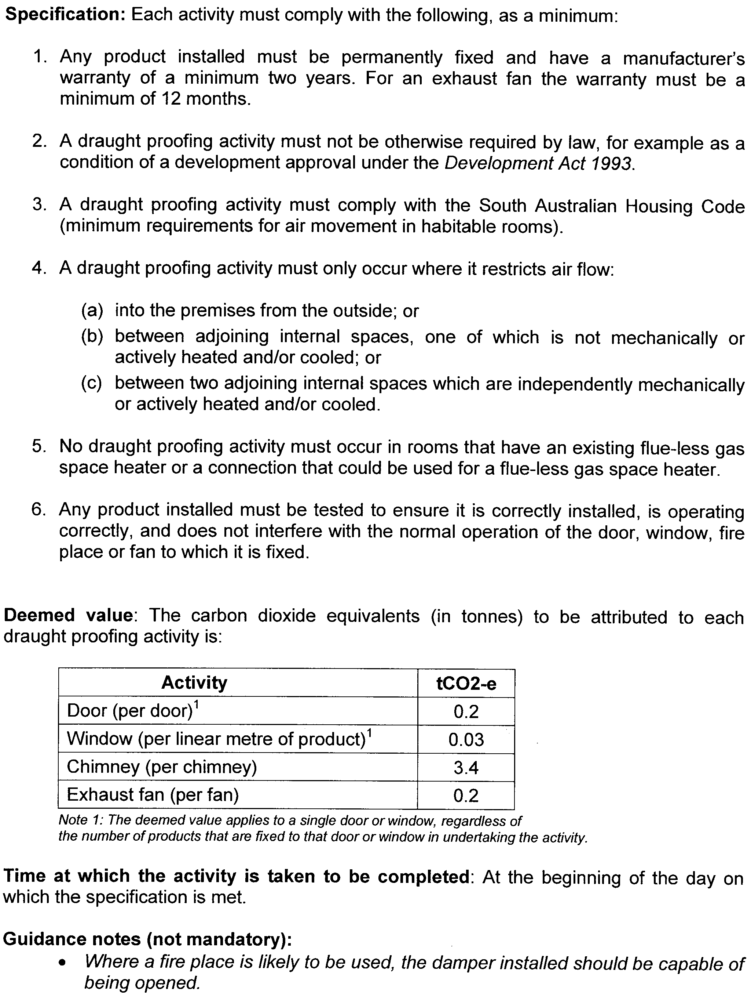 Specification: Each activity must comply with the following, as a minimum:
1. Any product installed must be permanently fixed and have a manufacturer's
warranty of a minimum two years. For an exhaust fan the warranty must be a
minimum of 12 months.
2. A draught proofing activity must not be otherwise required by law, for example as a
condition of a development approval under the Development Act 1993.
3. A draught proofing activity must comply with the South Australian Housing Code
(minimum requirements for air movement in habitable rooms).
4. A draught proofing activity must only occur where it restricts air flow:
(a) into the premises from the outside; or
(b) between adjoining internal spaces, one of which is not mechanically or
actively heated and/or cooled; or
(c) between two adjoining internal spaces which are independently mechanically
or actively heated and/or cooled.
5. No draught proofing activity must occur in rooms that have an existing flue-less gas
space heater or a connection that could be used for a flue-less gas space heater.
6. Any product installed must be tested to ensure it is correctly installed, is operating
correctly, and does not interfere with the normal operation of the door, window, fire
place or fan to which it is fixed.
Deemed value: The carbon dioxide equivalents (in tonnes) to be attributed to each
draught proofing activity is:
Activity tCO2-e
Door (per door)¹ 0.2
Window (per linear metre of product)¹ 0.03
Chimney (per chimney) 3.4
Exhaust fan (per fan) 0.2
Note 1: The deemed value applies to a single door or window, regardless of
the number of products that are fixed to that door or window in undertaking the activity.
Time at which the activity is taken to be completed: At the beginning of the day on
which the specification is met.
Guidance notes (not mandatory):
• Where a fire place is likely to be used, the damper installed should be capable of
being opened.